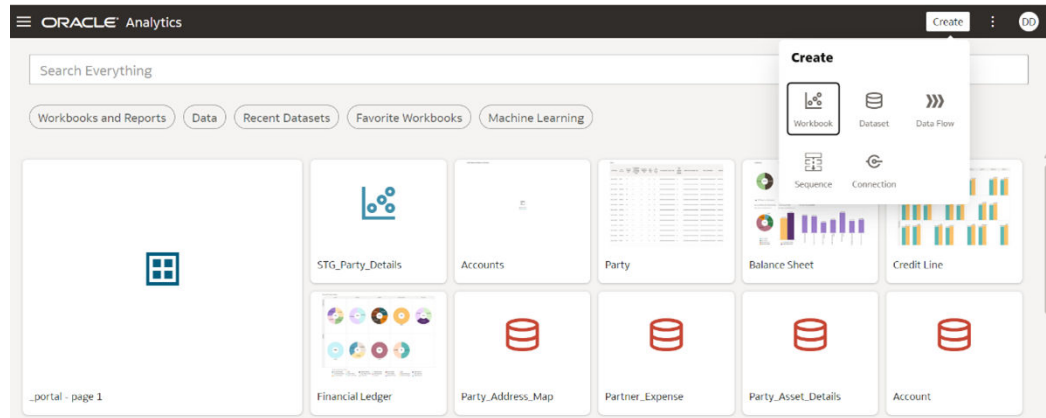 ORACLE Analytics
Create
DD
Search Everything
Create
Workbooks and Reports
Data
Recent Datasets
Favorite Workbooks
Machine Learning
Workbook
Dataset
Data Flow
Sequence
Connection
STG_Party_Details
Accounts
Party
Balance Sheet
Credit Line
_portal - page 1
Financial Ledger
Party_Address_Map
Partner_Expense
Party_Asset_Details
Account